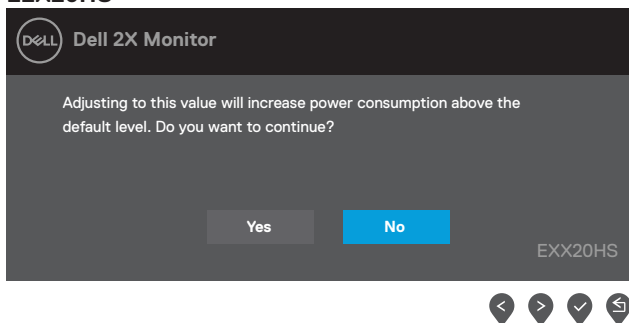 DELL Dell 2X Monitor
Adjusting to this value will increase power consumption above the
default level. Do you want to continue?
Yes No
EXX20HS